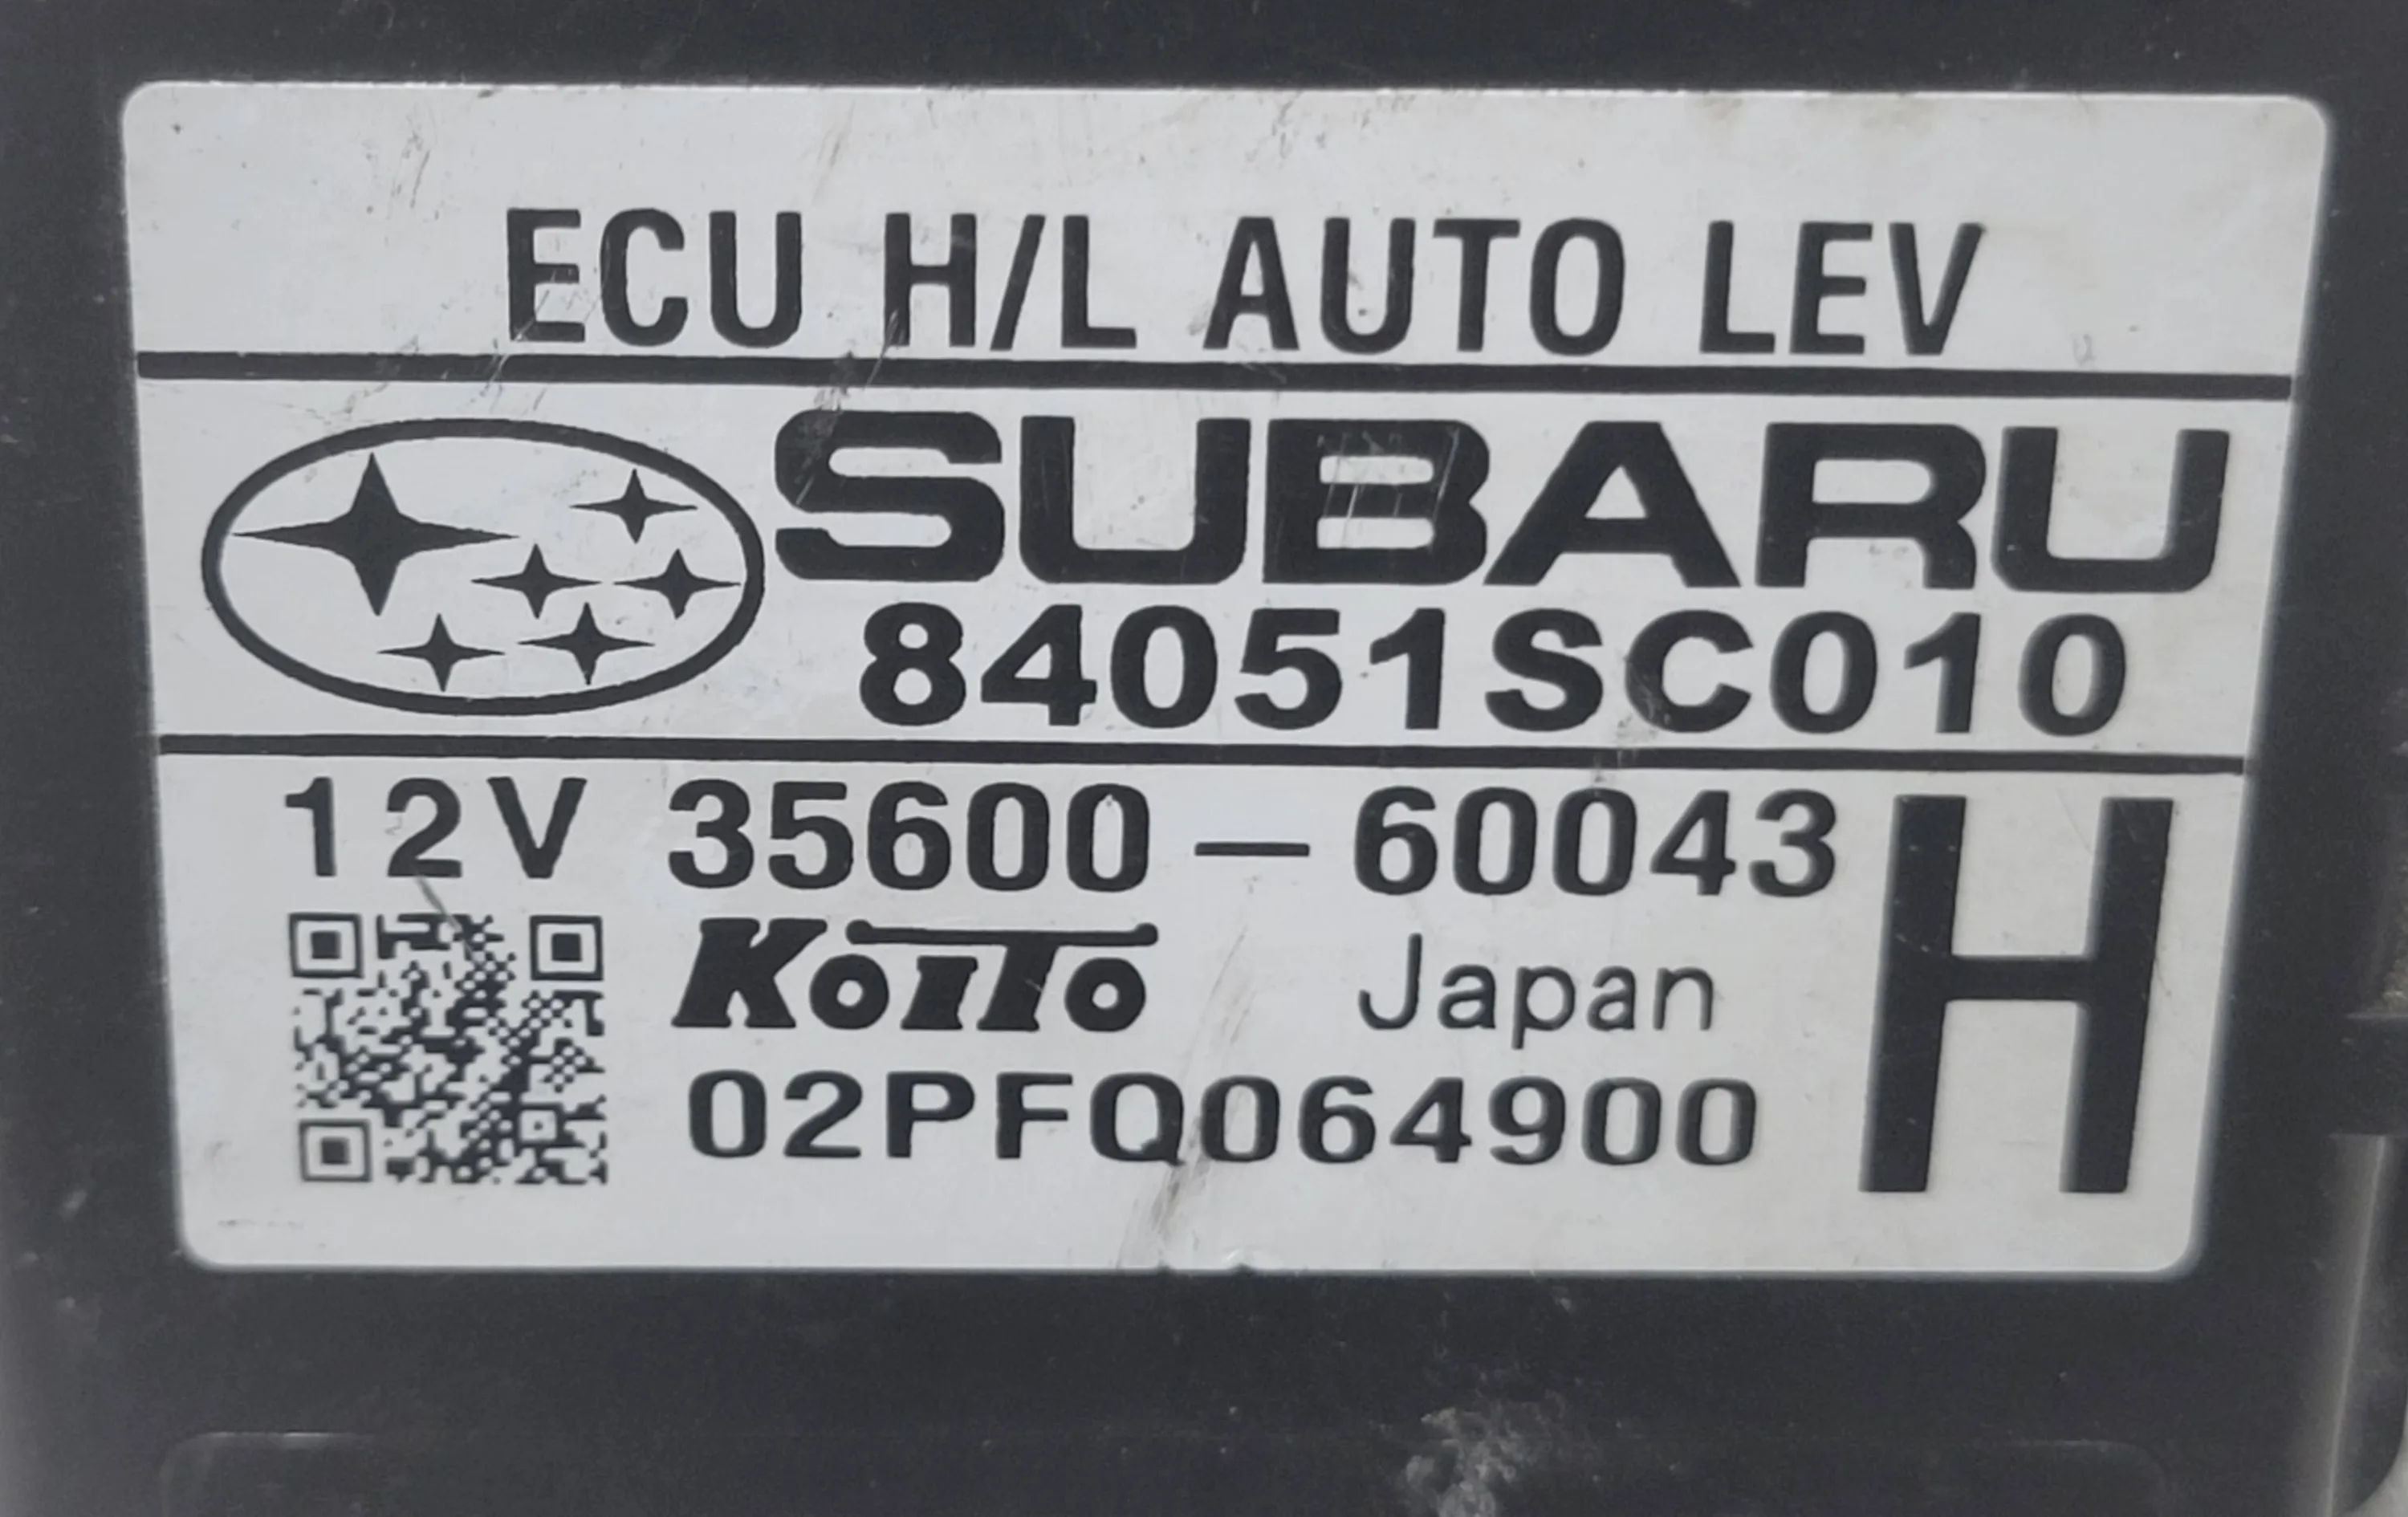 ECU H/L AUTO LEV
SUBARU
84051SC010
12V 35600-60043
H
KOITO Japan
02PFQ064900